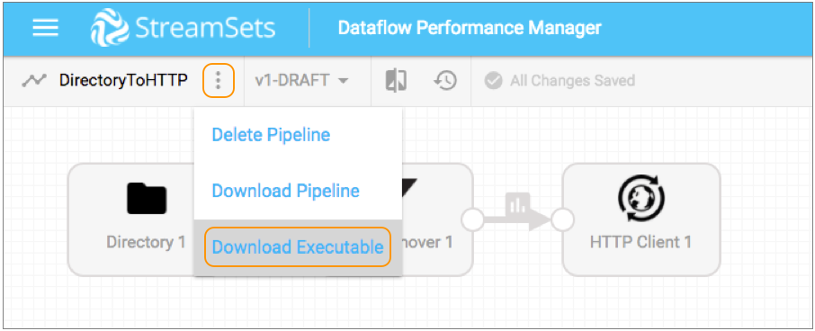 StreamSets
Dataflow Performance Manager
DirectoryToHTTP
v1-DRAFT
All Changes Saved
Delete Pipeline
Download Pipeline
Download Executable
Directory 1
nover 1
HTTP Client 1